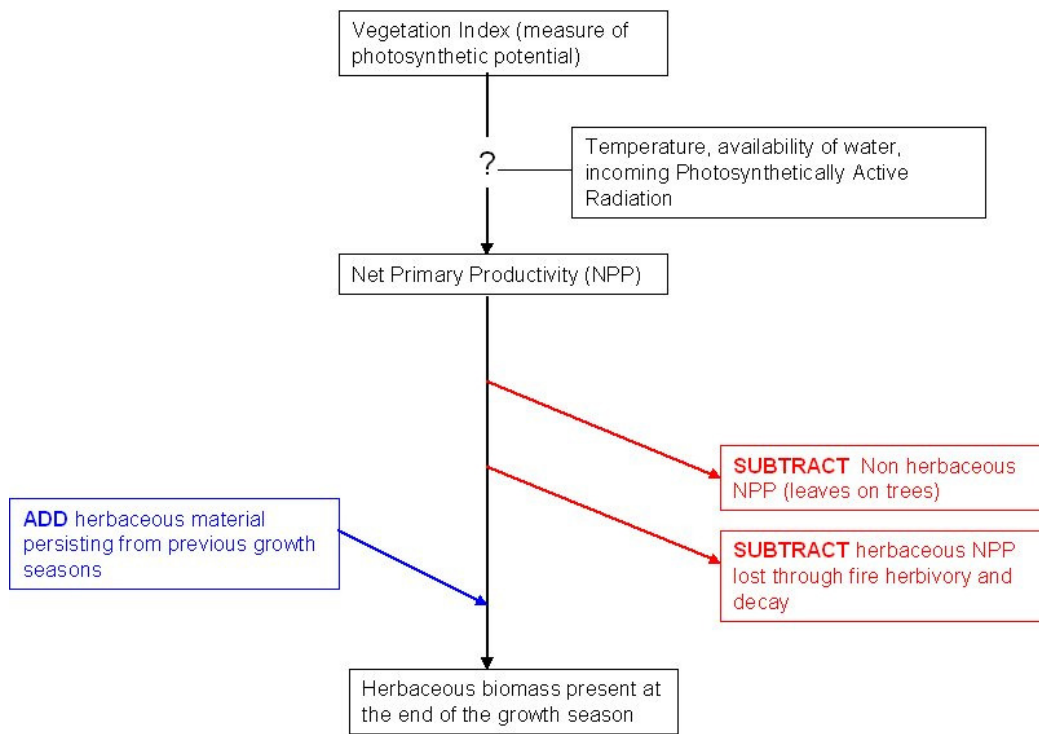 Vegetation Index (measure of
photosynthetic potential)
?
Temperature, availability of water,
incoming Photosynthetically Active
Radiation
Net Primary Productivity (NPP)
SUBTRACT Non herbaceous
NPP (leaves on trees)
ADD herbaceous material
persisting from previous growth
seasons
SUBTRACT herbaceous NPP
lost through fire herbivory and
decay
Herbaceous biomass present at
the end of the growth season